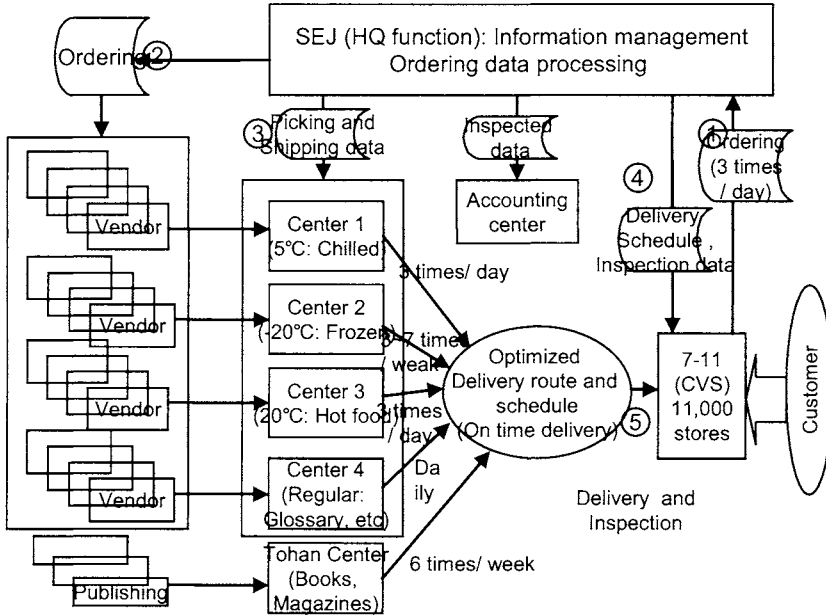 SEJ (HQ function): Information management
Ordering data processing
Ordering
②
③
Picking and
Shipping data
Inspected
data
Accounting
center
④
①
Ordering
(3 times
/ day)
Delivery
Schedule ,
Inspection data
Vendor
Center 1
(5°C: Chilled)
3 times/ day
Vendor
Center 2
(-20°C: Frozen)
3-7 times
/ weak
Vendor
Center 3
(20°C: Hot food)
3 times
/ day
Vendor
Center 4
(Regular:
Glossary, etc)
Da
ily
Optimized
Delivery route and
schedule
(On time delivery)
⑤
7-11
(CVS)
11,000
stores
Customer
Delivery and
Inspection
Publishing
Tohan Center
(Books,
Magazines)
6 times/ week